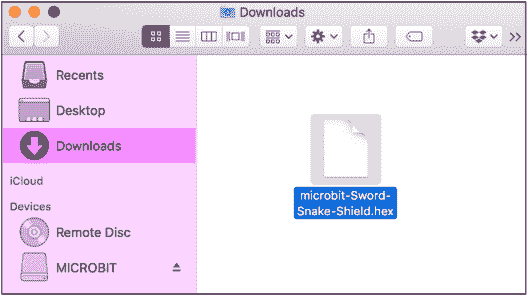 Downloads
Recents
Desktop
Downloads
iCloud
Devices
Remote Disc
MICROBIT
microbit-Sword-
Snake-Shield.hex